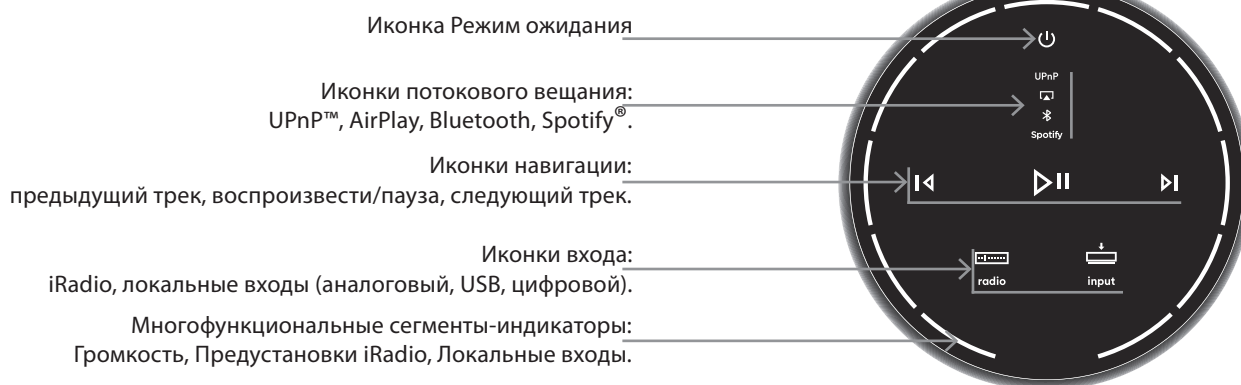 Иконка Режим ожидания
Иконки потокового вещания:
UPnP™, AirPlay, Bluetooth, Spotify®.
UPnP
Spotify
Иконки навигации:
предыдущий трек, воспроизвести/пауза, следующий трек.
Иконки входа:
iRadio, локальные входы (аналоговый, USB, цифровой).
radio input
Многофункциональные сегменты-индикаторы:
Громкость, Предустановки iRadio, Локальные входы.